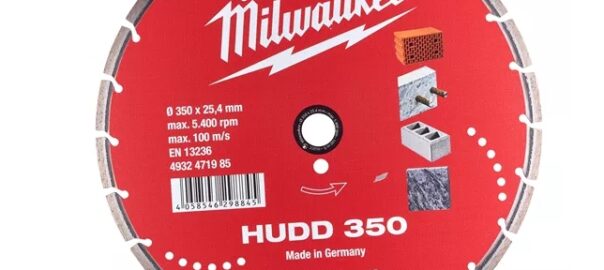 Milwaukee
Ø 350 x 25,4 mm
max. 5.400 rpm
max. 100 m/s
EN 13236
4932 4719 85
4 058546 298845
HUDD 350
Made in Germany